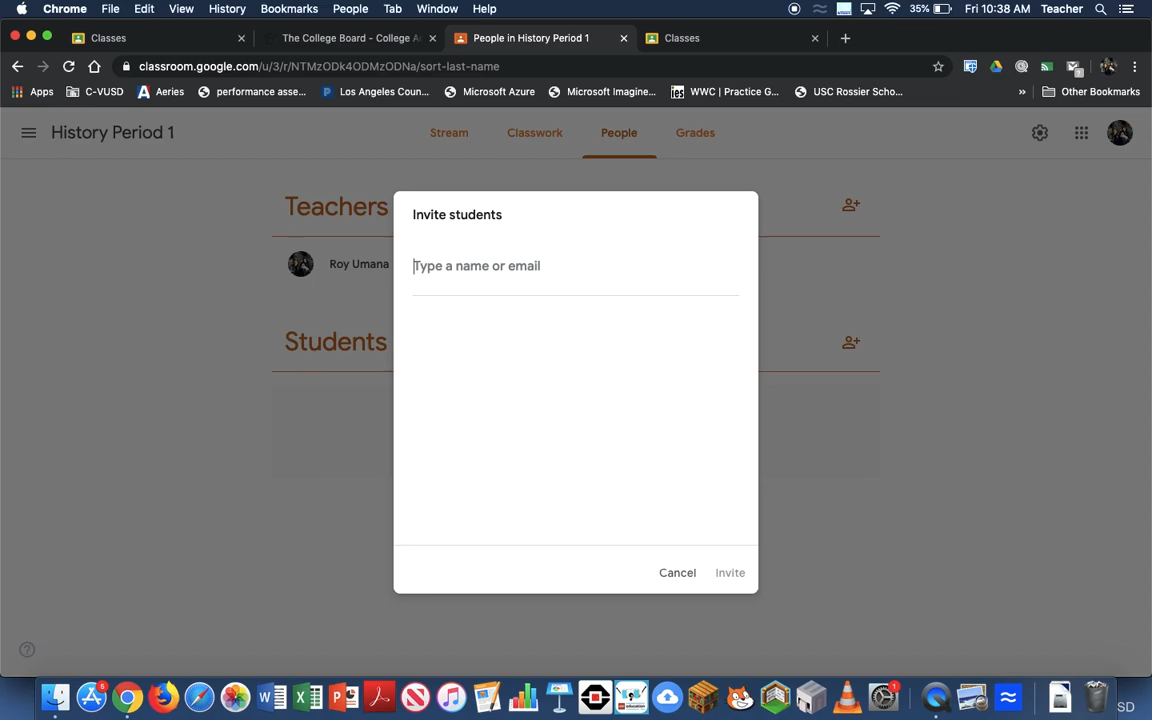 Chrome File Edit View History Bookmarks People Tab Window Help 35% Fri 10:38 AM Teacher
Classes The College Board - College A People in History Period 1 Classes
classroom.google.com/u/3/r/NTMzODk4ODMzODNa/sort-last-name
Apps C-VUSD Aeries performance asse... Los Angeles Coun... Microsoft Azure Microsoft Imagine... WWC | Practice G... USC Rossier Scho... » Other Bookmarks
History Period 1 Stream Classwork People Grades
Teachers
Roy Umana
Students
Invite students
Type a name or email
Cancel Invite
SD